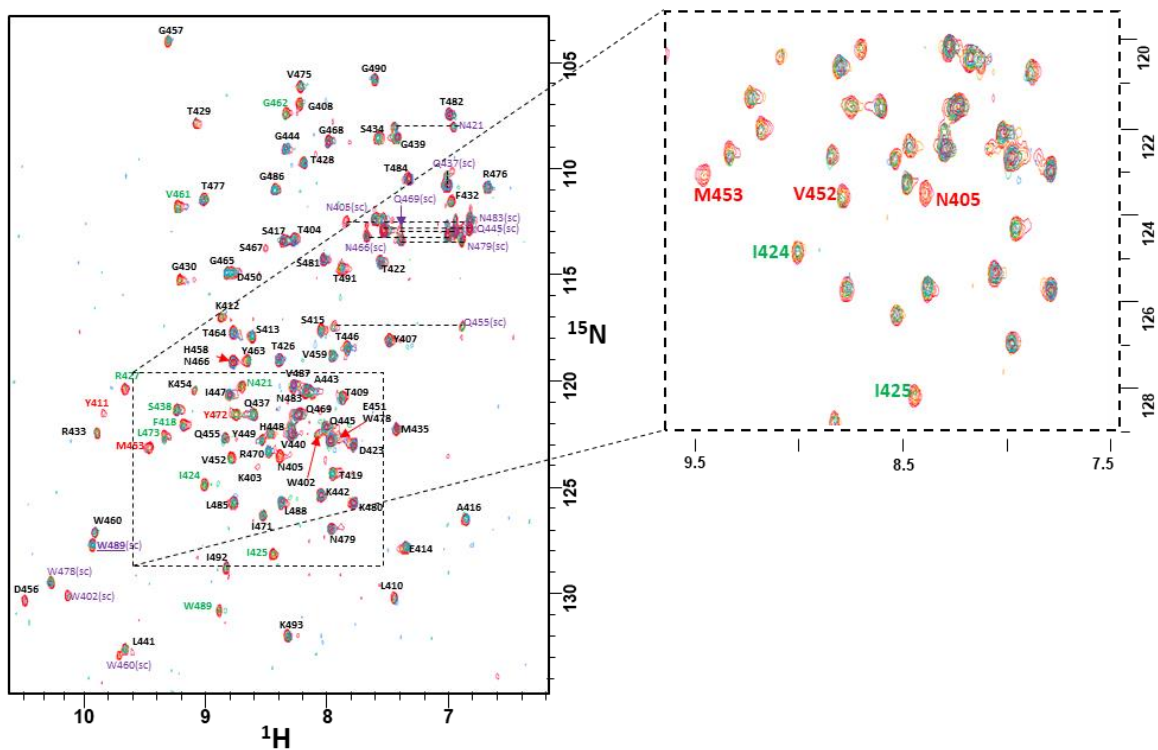 G457
105
G490
V475
G462
G408
T482
T429
G468
S434
N421
G439
G444
T428
Q437(sc)
110
T484
R476
G486
T477
Q469(sc)
F432
V461
N405(sc)
N483(sc)
S417
T404
Q445(sc)
S467
N466(sc)
N479(sc)
G465
S481
T422
115
G430
D450
T491
K412
S415
Q455(sc)
T464
S413
T446
Y407
H458
Y463
T426
V459
N466
R427
K454
V487
A443
120
I447
N421
N483
T409
S438
Q437
Q469
E451
Y411
F418
Y472
W478
L473
Q455
Y449
H448
Q445
R433
M453
M435
V440
D423
V452
R470
N405
W402
T419
K403
I424
K442
125
L485
L488
K480
A416
I471
W460
N479
W489(sc)
I425
E414
I492
W478(sc)
D456
W402(sc)
L410
130
W489
K493
L441
W460(sc)
10
9
8
7
1H
15N
120
122
M453
V452
N405
124
I424
126
I425
128
9.5
8.5
7.5